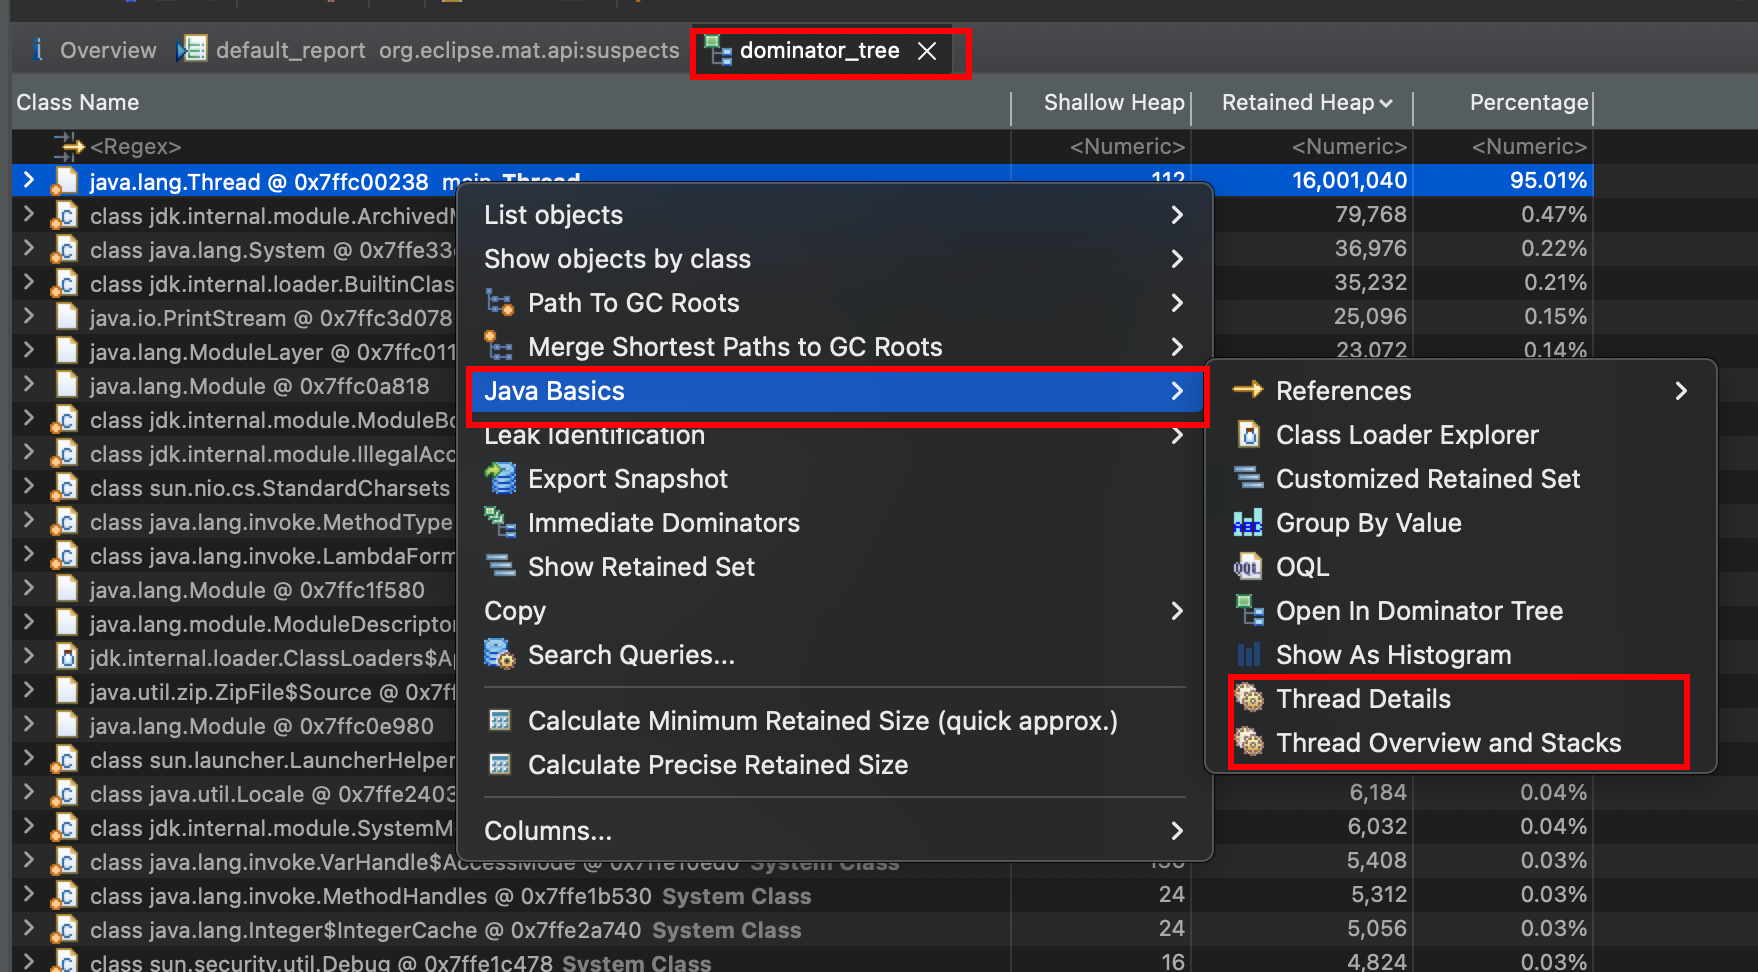 Overview default_report org.eclipse.mat.api:suspects dominator_tree
Class Name Shallow Heap Retained Heap Percentage
<Regex> <Numeric> <Numeric> <Numeric>
java.lang.Thread @ 0x7ffc00238 main Thread 112 16,001,040 95.01%
class jdk.internal.module.Archived 79,768 0.47%
class java.lang.System @ 0x7ffe33 36,976 0.22%
class jdk.internal.loader.BuiltinClas 35,232 0.21%
java.io.PrintStream @ 0x7ffc3d078 25,096 0.15%
java.lang.ModuleLayer @ 0x7ffc011 23,072 0.14%
java.lang.Module @ 0x7ffc0a818
class jdk.internal.module.ModuleBo
class jdk.internal.module.IllegalAcc
class sun.nio.cs.StandardCharsets
class java.lang.invoke.MethodType
class java.lang.invoke.LambdaForm
java.lang.Module @ 0x7ffc1f580
java.lang.module.ModuleDescriptor
jdk.internal.loader.ClassLoaders$Ap
java.util.zip.ZipFile$Source @ 0x7ff
java.lang.Module @ 0x7ffc0e980
class sun.launcher.LauncherHelper
class java.util.Locale @ 0x7ffe2403 6,184 0.04%
class jdk.internal.module.SystemM 6,032 0.04%
class java.lang.invoke.VarHandle$AccessMode @ 0x7ffe10ed0 System Class 5,408 0.03%
class java.lang.invoke.MethodHandles @ 0x7ffe1b530 System Class 24 5,312 0.03%
class java.lang.Integer$IntegerCache @ 0x7ffe2a740 System Class 24 5,056 0.03%
class sun.security.util.Debug @ 0x7ffe1c478 System Class 16 4,824 0.03%
List objects
Show objects by class
Path To GC Roots
Merge Shortest Paths to GC Roots
Java Basics
Leak Identification
Export Snapshot
Immediate Dominators
Show Retained Set
Copy
Search Queries...
Calculate Minimum Retained Size (quick approx.)
Calculate Precise Retained Size
Columns...
References
Class Loader Explorer
Customized Retained Set
Group By Value
OQL
Open In Dominator Tree
Show As Histogram
Thread Details
Thread Overview and Stacks